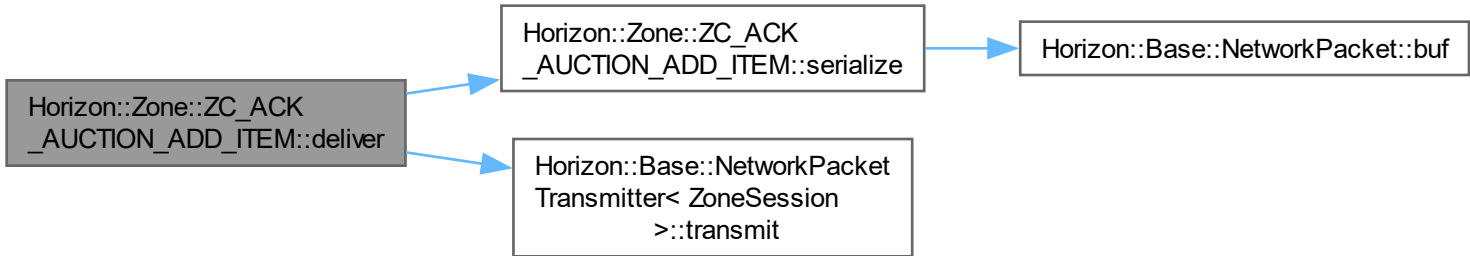 Horizon::Zone::ZC_ACK
_AUCTION_ADD_ITEM::deliver
Horizon::Zone::ZC_ACK
_AUCTION_ADD_ITEM::serialize
Horizon::Base::NetworkPacket::buf
Horizon::Base::NetworkPacket
Transmitter< ZoneSession
>::transmit